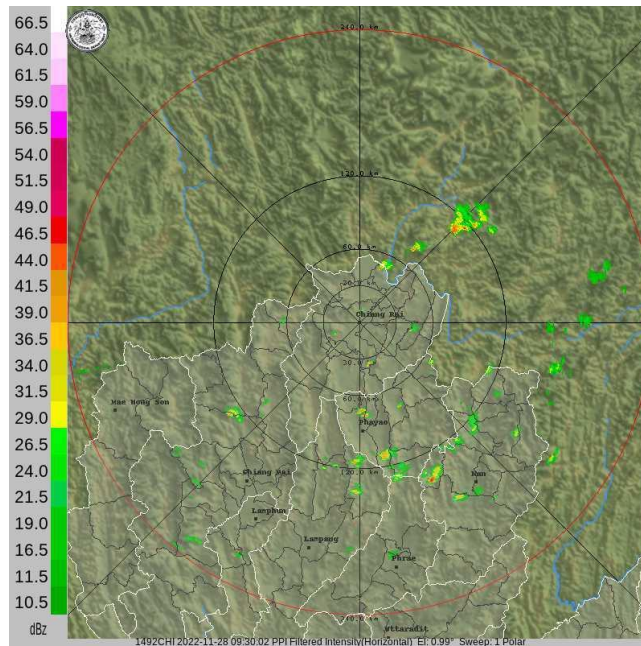 66.5
64.0
61.5
59.0
56.5
54.0
51.5
49.0
46.5
44.0
41.5
39.0
36.5
34.0
31.5
29.0
26.5
24.0
21.5
19.0
16.5
11.5
10.5
dBz
240.0 km
120.0 km
60.0 km
Chiang Rai
Mae Hong Son
Phayao
120.0 km
Chiang Mai
Nan
Lamphun
Lampang
Phrae
Uttaradit
1492CHI 2022-11-28 09:30:02 PPI Filtered Intensity(Horizontal) El: 0.99° Sweep: 1 Polar